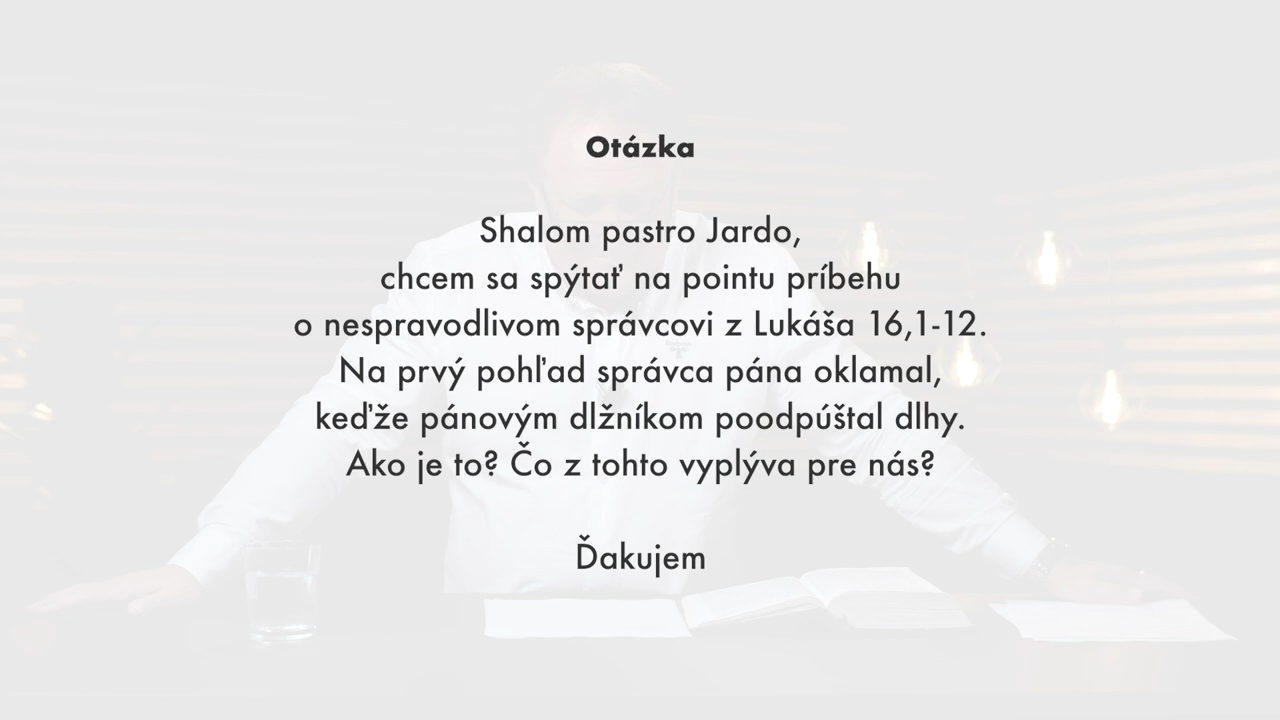 Otázka
Shalom pastro Jardo,
chcem sa spýtať na pointu príbehu
o nespravodlivom správcovi z Lukáša 16,1-12.
Na prvý pohľad správca pána oklamal,
keďže pánovým dlžníkom poodpúštal dlhy.
Ako je to? Čo z tohto vyplýva pre nás?
Ďakujem